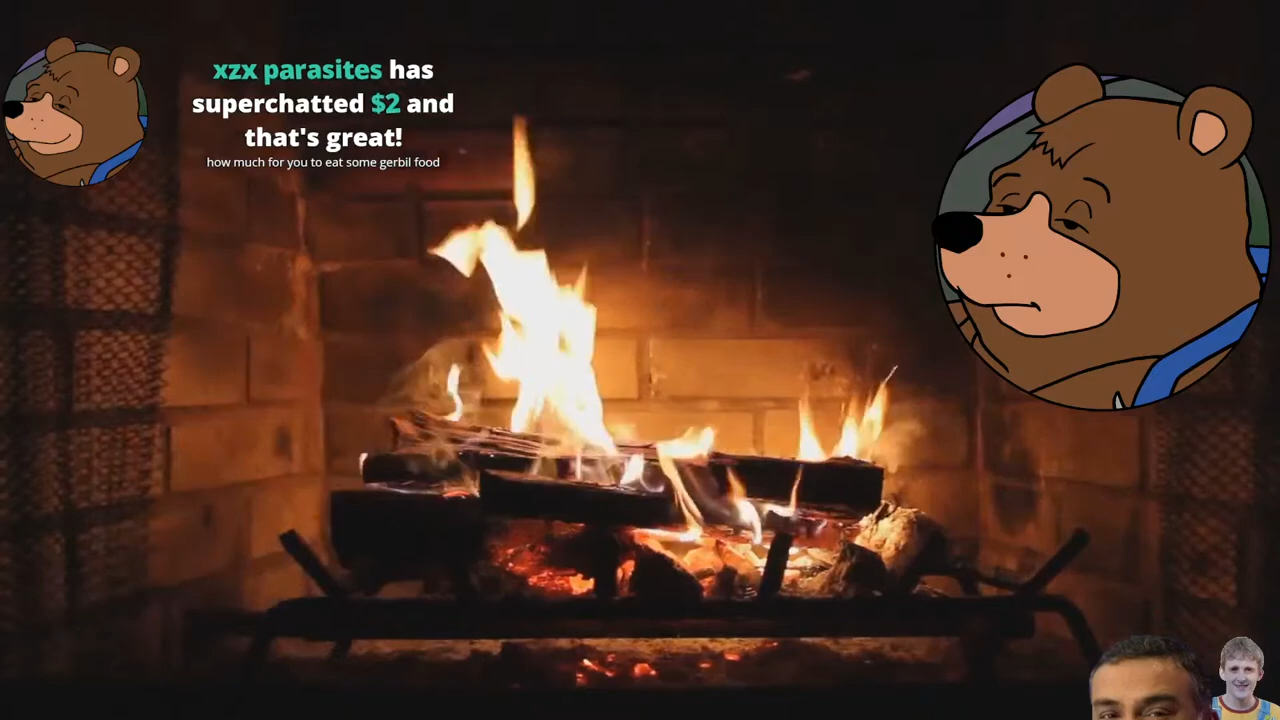 xzx parasites has
superchatted $2 and
that's great!
how much for you to eat some gerbil food